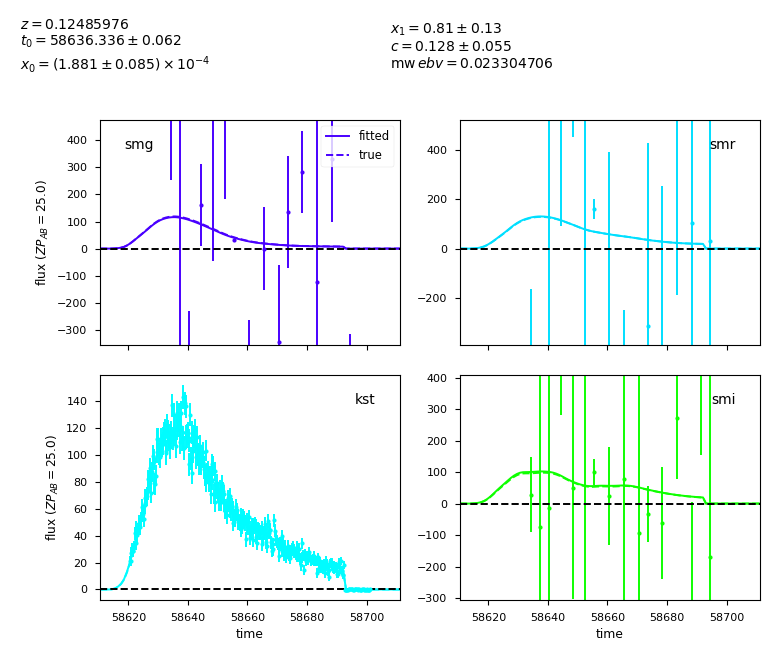 z = 0.12485976
t₀ = 58636.336 ± 0.062
x₀ = (1.881 ± 0.085) × 10⁻⁴
x₁ = 0.81 ± 0.13
c = 0.128 ± 0.055
mw ebv = 0.023304706
smg
fitted
true
400
300
200
100
0
−100
−200
−300
flux (ZP_AB = 25.0)
smr
400
200
0
−200
kst
140
120
100
80
60
40
20
0
flux (ZP_AB = 25.0)
58620
58640
58660
58680
58700
time
smi
400
300
200
100
0
−100
−200
−300
58620
58640
58660
58680
58700
time